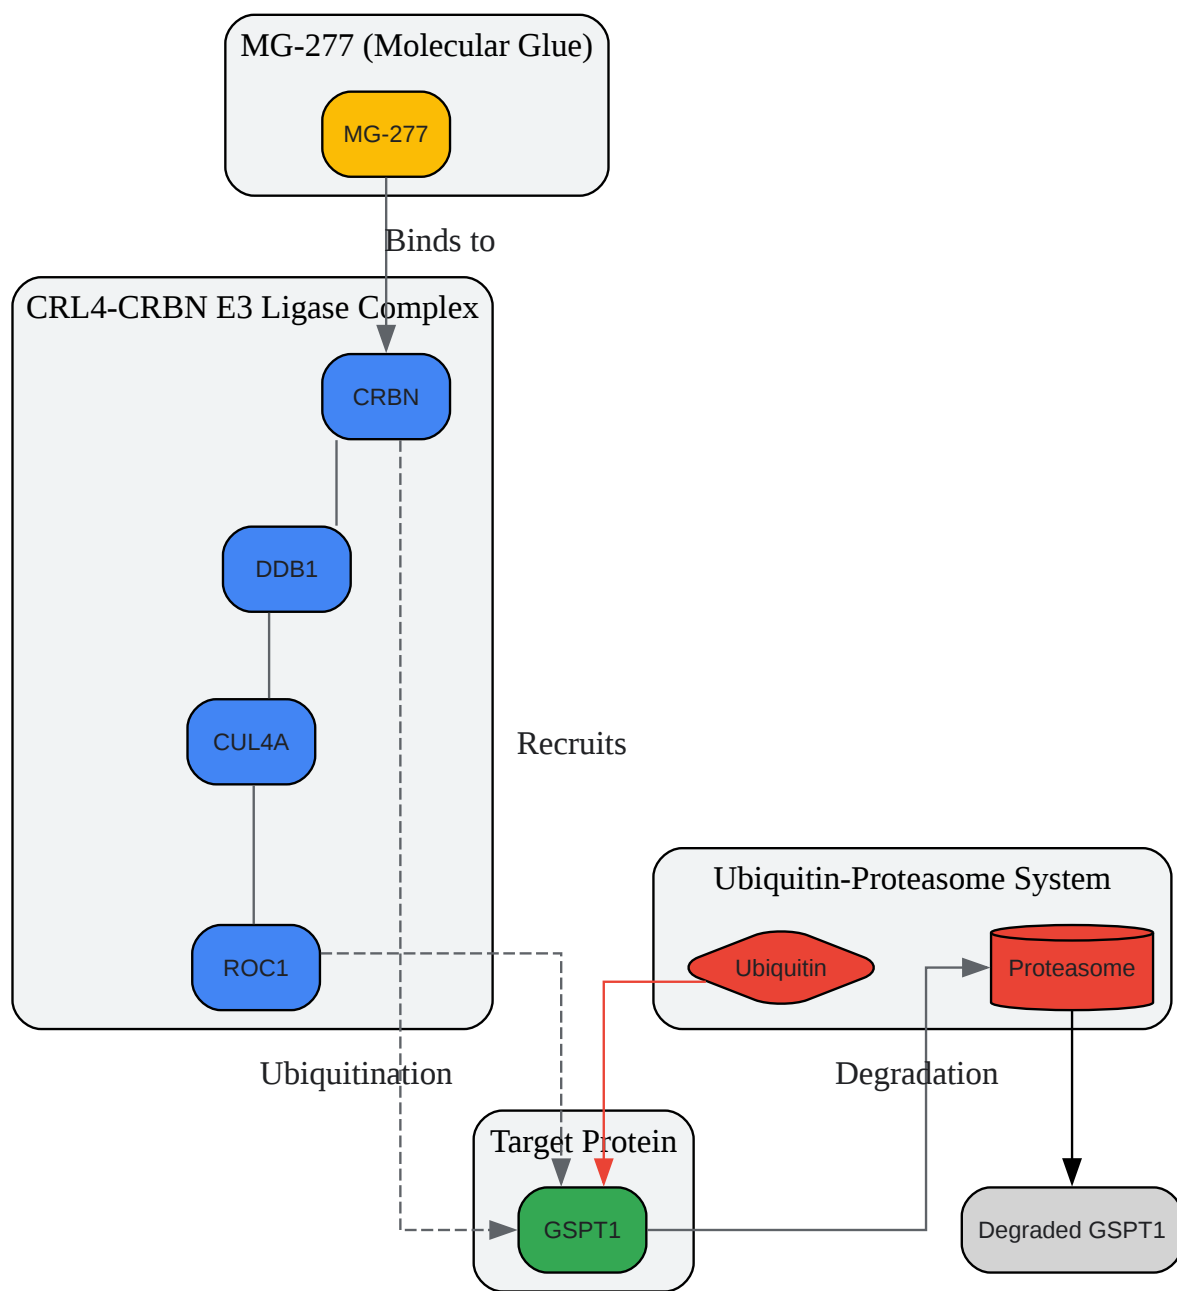 MG-277 (Molecular Glue)
MG-277
Binds to
CRL4-CRBN E3 Ligase Complex
CRBN
DDB1
CUL4A
Recruits
Ubiquitin-Proteasome System
ROC1
Ubiquitin
Proteasome
Ubiquitination
Degradation
Target Protein
GSPT1
Degraded GSPT1